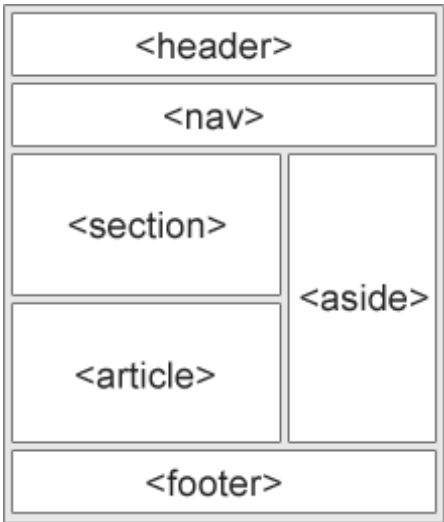 <header>
<nav>
<section>
<aside>
<article>
<footer>